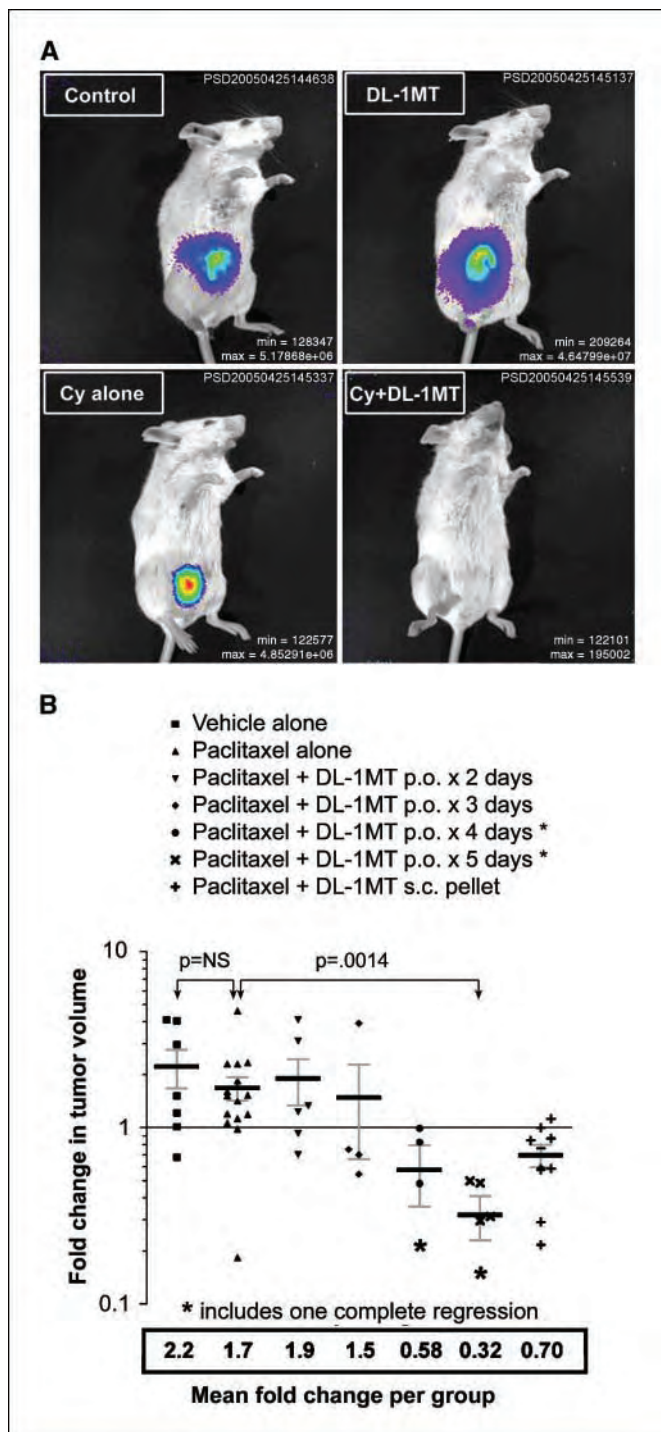 A
Control
PSD20050425144638
min = 128347
max = 5.17868e+06
DL-1MT
PSD20050425145137
min = 209264
max = 4.64799e+07
Cy alone
PSD20050425145337
min = 122577
max = 4.85291e+06
Cy+DL-1MT
PSD20050425145539
min = 122101
max = 195002
B
Vehicle alone
Paclitaxel alone
Paclitaxel + DL-1MT p.o. x 2 days
Paclitaxel + DL-1MT p.o. x 3 days
Paclitaxel + DL-1MT p.o. x 4 days *
Paclitaxel + DL-1MT p.o. x 5 days *
Paclitaxel + DL-1MT s.c. pellet
Fold change in tumor volume
10
1
0.1
p=NS
p=.0014
*
*
* includes one complete regression
2.2 1.7 1.9 1.5 0.58 0.32 0.70
Mean fold change per group